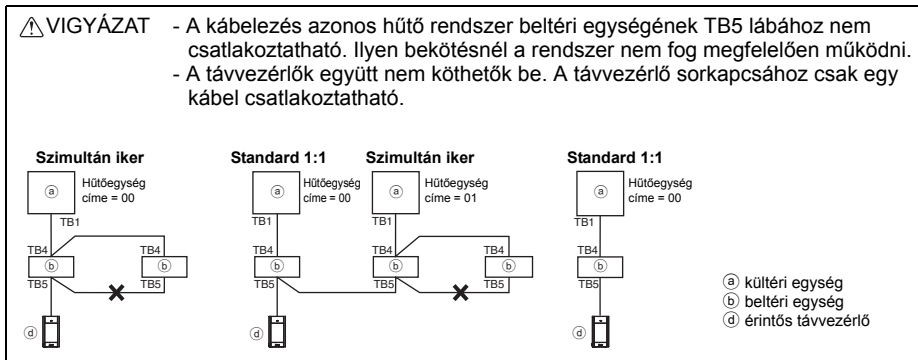 ⚠VIGYÁZAT - A kábelezés azonos hűtő rendszer beltéri egységének TB5 lábához nem
csatlakoztatható. Ilyen bekötésnél a rendszer nem fog megfelelően működni.
- A távvezérlők együtt nem köthetők be. A távvezérlő sorkapcsához csak egy
kábel csatlakoztatható.
Szimultán iker Standard 1:1 Szimultán iker Standard 1:1
ⓐ Hűtőegység ⓐ Hűtőegység ⓐ Hűtőegység ⓐ Hűtőegység
címe = 00 címe = 00 címe = 01 címe = 00
TB1 TB1 TB1 TB1
TB4 TB4 TB4 TB4 TB4 TB4
ⓑ ⓑ ⓑ ⓑ ⓑ ⓑ
TB5 TB5 TB5 TB5 TB5 TB5
ⓓ ⓓ ⓓ
ⓐ kültéri egység
ⓑ beltéri egység
ⓓ érintős távvezérlő